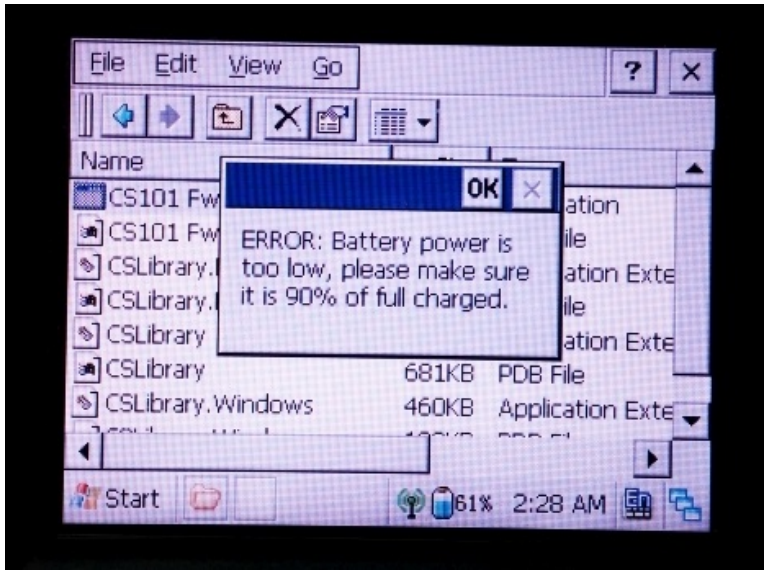 File Edit View Go ? ×
Name
CS101 Fw ation
CS101 Fw ile
CSLibrary. ation Exte
CSLibrary. ile
CSLibrary ation Exte
OK ×
ERROR: Battery power is
too low, please make sure
it is 90% of full charged.
CSLibrary 681KB PDB File
CSLibrary.Windows 460KB Application Exte
Start 61% 2:28 AM